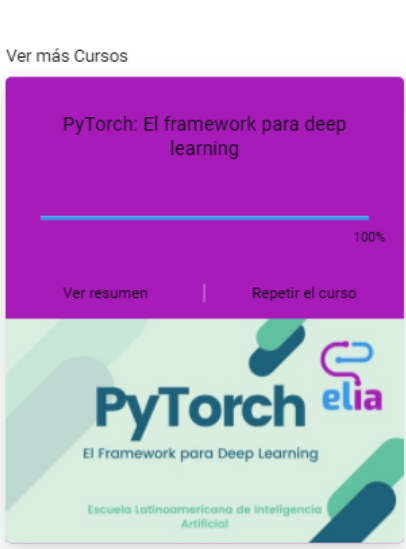 Ver más Cursos
PyTorch: El framework para deep
learning
100%
Ver resumen
Repetir el curso
PyTorch
elia
El Framework para Deep Learning
Escuela Latinoamericana de Inteligencia
Artificial